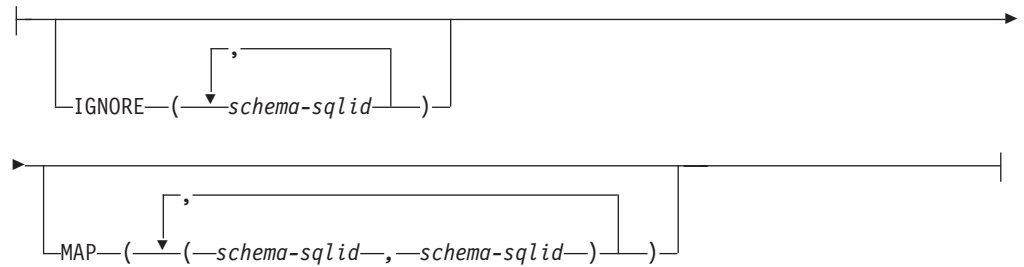 ,
IGNORE ( schema-sqlid )
,
MAP ( ( schema-sqlid , schema-sqlid ) )